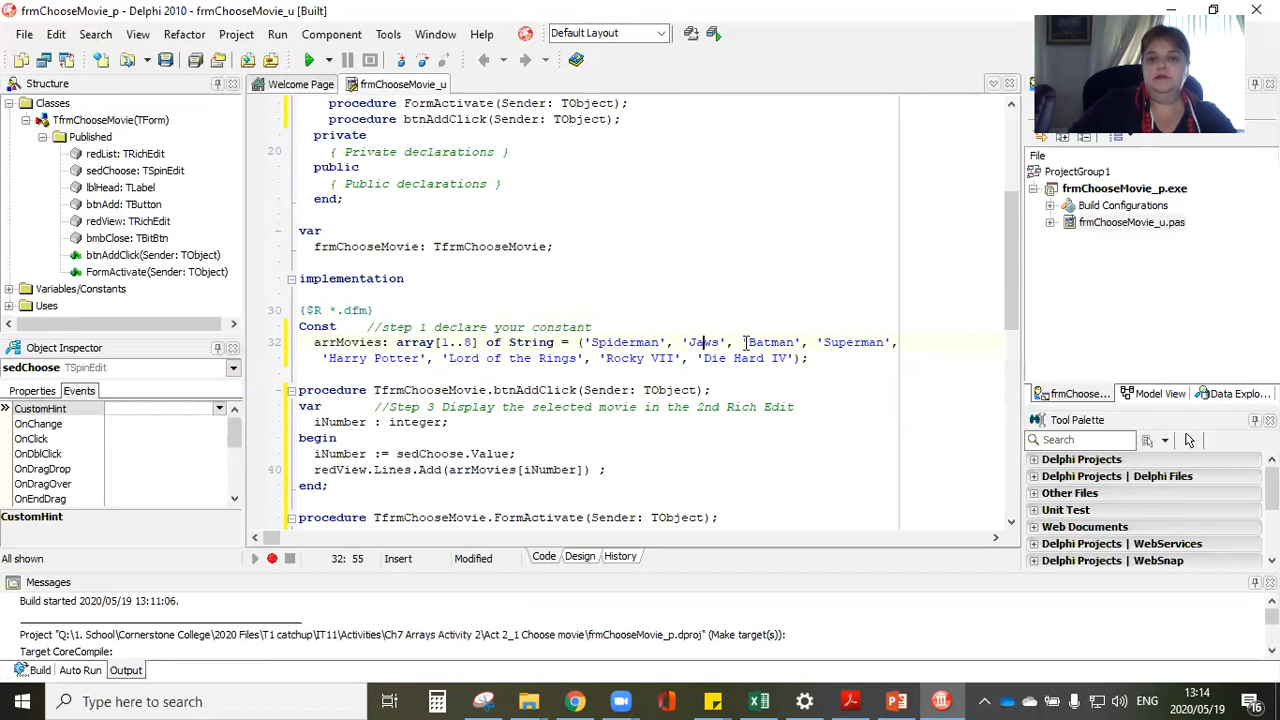 frmChooseMovie_p - Delphi 2010 - frmChooseMovie_u [Built]
File Edit Search View Refactor Project Run Component Tools Window Help Default Layout
Structure
Welcome Page frmChooseMovie_u
Classes
TfrmChooseMovie(TForm)
Published
redList: TRichEdit
sedChoose: TSpinEdit
lblHead: TLabel
btnAdd: TButton
redView: TRichEdit
bmbClose: TBitBtn
btnAddClick(Sender: TObject)
FormActivate(Sender: TObject)
Variables/Constants
Uses
Object Inspector
sedChoose TSpinEdit
Properties Events
CustomHint
OnChange
OnClick
OnDblClick
OnDragDrop
OnDragOver
OnEndDrag
CustomHint
All shown
procedure FormActivate(Sender: TObject);
procedure btnAddClick(Sender: TObject);
private
20 { Private declarations }
public
{ Public declarations }
end;
var
frmChooseMovie: TfrmChooseMovie;
implementation
30 {$R *.dfm}
Const //step 1 declare your constant
32 arrMovies: array[1..8] of String = ('Spiderman', 'Jaws', 'Batman', 'Superman',
'Harry Potter', 'Lord of the Rings', 'Rocky VII', 'Die Hard IV');
procedure TfrmChooseMovie.btnAddClick(Sender: TObject);
var //Step 3 Display the selected movie in the 2nd Rich Edit
iNumber : integer;
begin
iNumber := sedChoose.Value;
40 redView.Lines.Add(arrMovies[iNumber]) ;
end;
procedure TfrmChooseMovie.FormActivate(Sender: TObject);
32: 55 Insert Code Design History
File
ProjectGroup1
frmChooseMovie_p.exe
Build Configurations
frmChooseMovie_u.pas
frmChoose... Model View Data Explo...
Tool Palette
Search
Delphi Projects
Delphi Projects | Delphi Files
Other Files
Unit Test
Web Documents
Delphi Projects | WebServices
Delphi Projects | WebSnap
Messages
Build started 2020/05/19 13:11:06.
Project "Q:\1. School\Cornerstone College\2020 Files\T1 catchup\IT11\Activities\Ch7 Arrays Activity 2\Act 2_1 Choose movie\frmChooseMovie_p.dproj" (Make target(s)):
Target CoreCompile:
Build Auto Run Output
Type here to search
ENG
13:14
2020/05/19
16